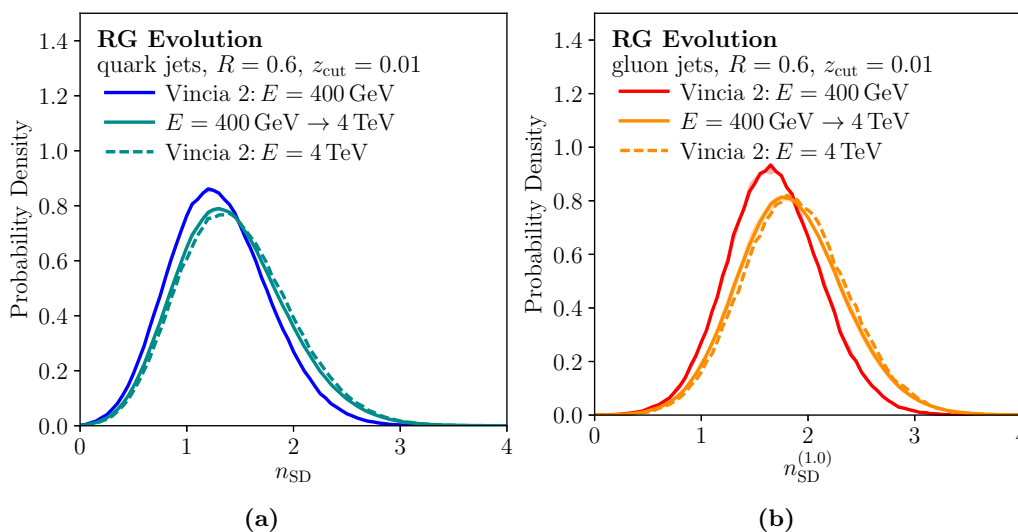 RG Evolution
quark jets, R = 0.6, z_cut = 0.01
Vincia 2: E = 400 GeV
E = 400 GeV → 4 TeV
Vincia 2: E = 4 TeV
Probability Density
1.4
1.2
1.0
0.8
0.6
0.4
0.2
0.0
0 1 2 3 4
n_SD
(a)
RG Evolution
gluon jets, R = 0.6, z_cut = 0.01
Vincia 2: E = 400 GeV
E = 400 GeV → 4 TeV
Vincia 2: E = 4 TeV
Probability Density
1.4
1.2
1.0
0.8
0.6
0.4
0.2
0.0
0 1 2 3 4
n_SD^(1.0)
(b)